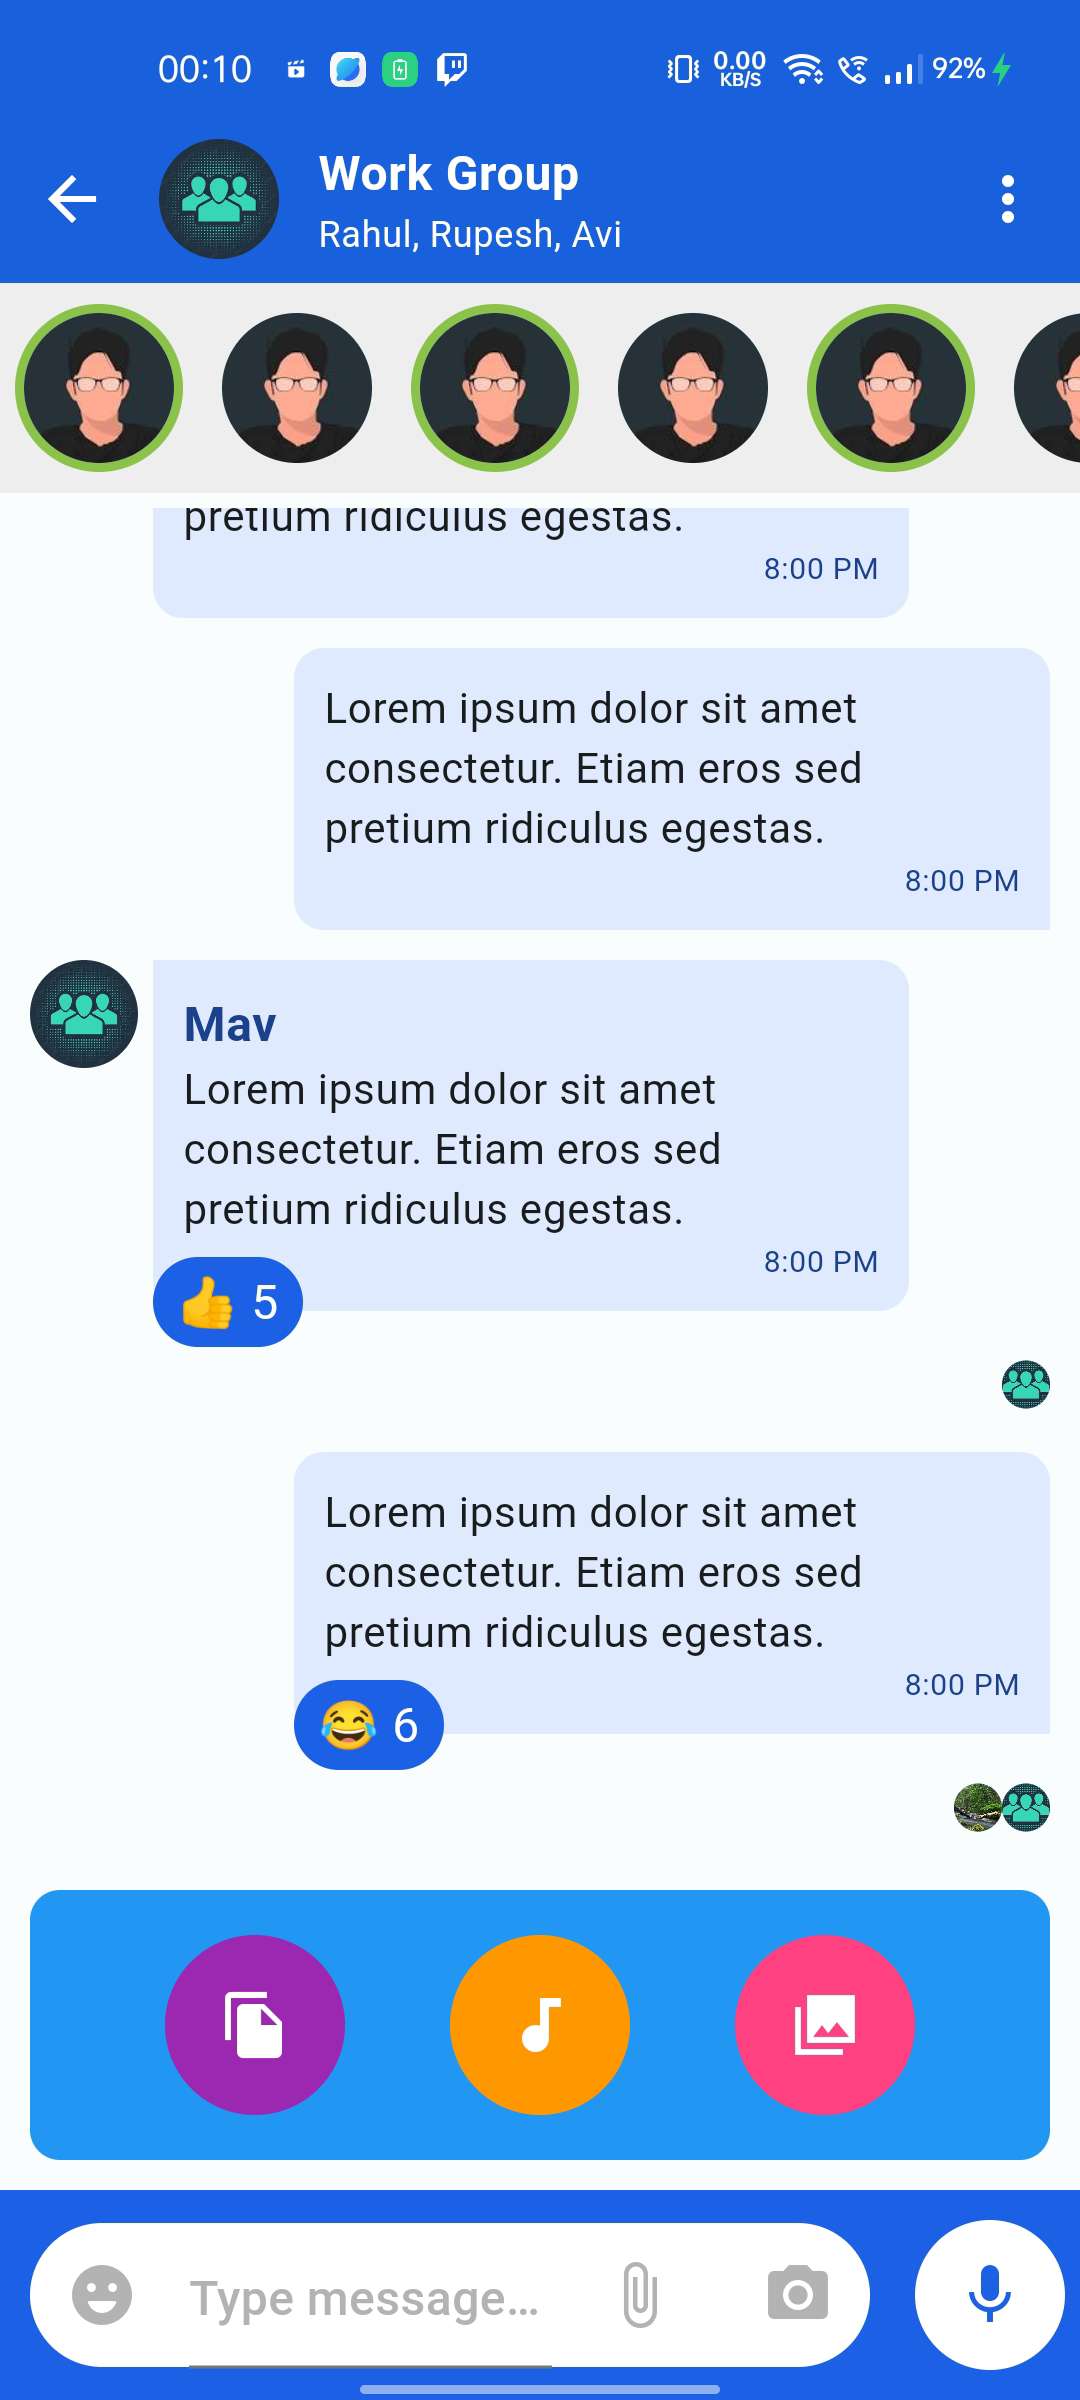 00:10 0.00 KB/S 92%
Work Group
Rahul, Rupesh, Avi
pretium ridiculus egestas.
8:00 PM
Lorem ipsum dolor sit amet
consectetur. Etiam eros sed
pretium ridiculus egestas.
8:00 PM
Mav
Lorem ipsum dolor sit amet
consectetur. Etiam eros sed
pretium ridiculus egestas.
8:00 PM
👍 5
Lorem ipsum dolor sit amet
consectetur. Etiam eros sed
pretium ridiculus egestas.
8:00 PM
😂 6
Type message...